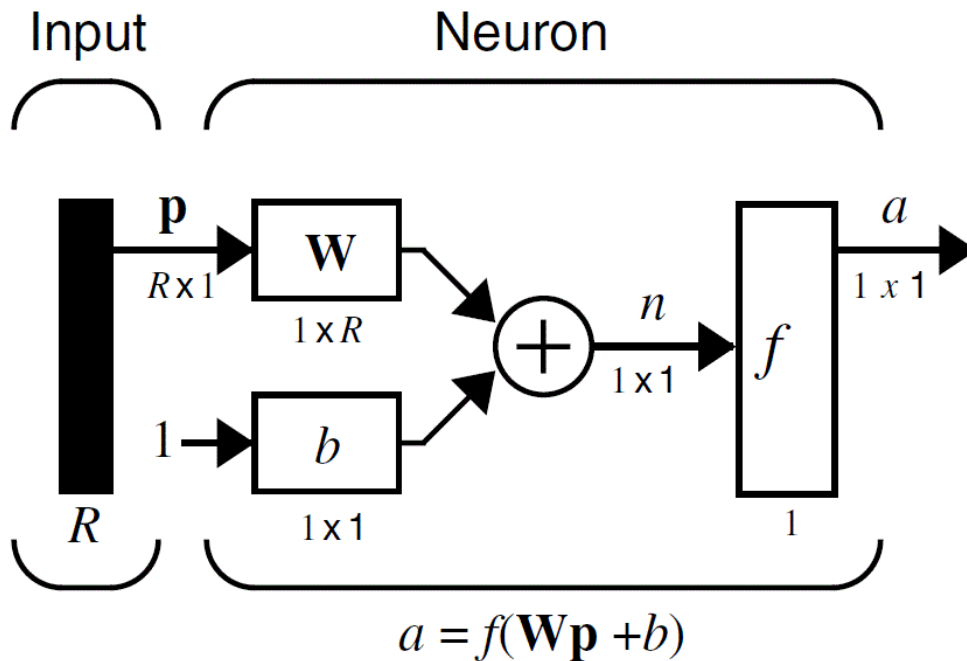 Input Neuron
p W a
R x 1 1 x R n f 1 x 1
1 x 1
1 b
R 1 x 1 1
a = f(Wp +b)